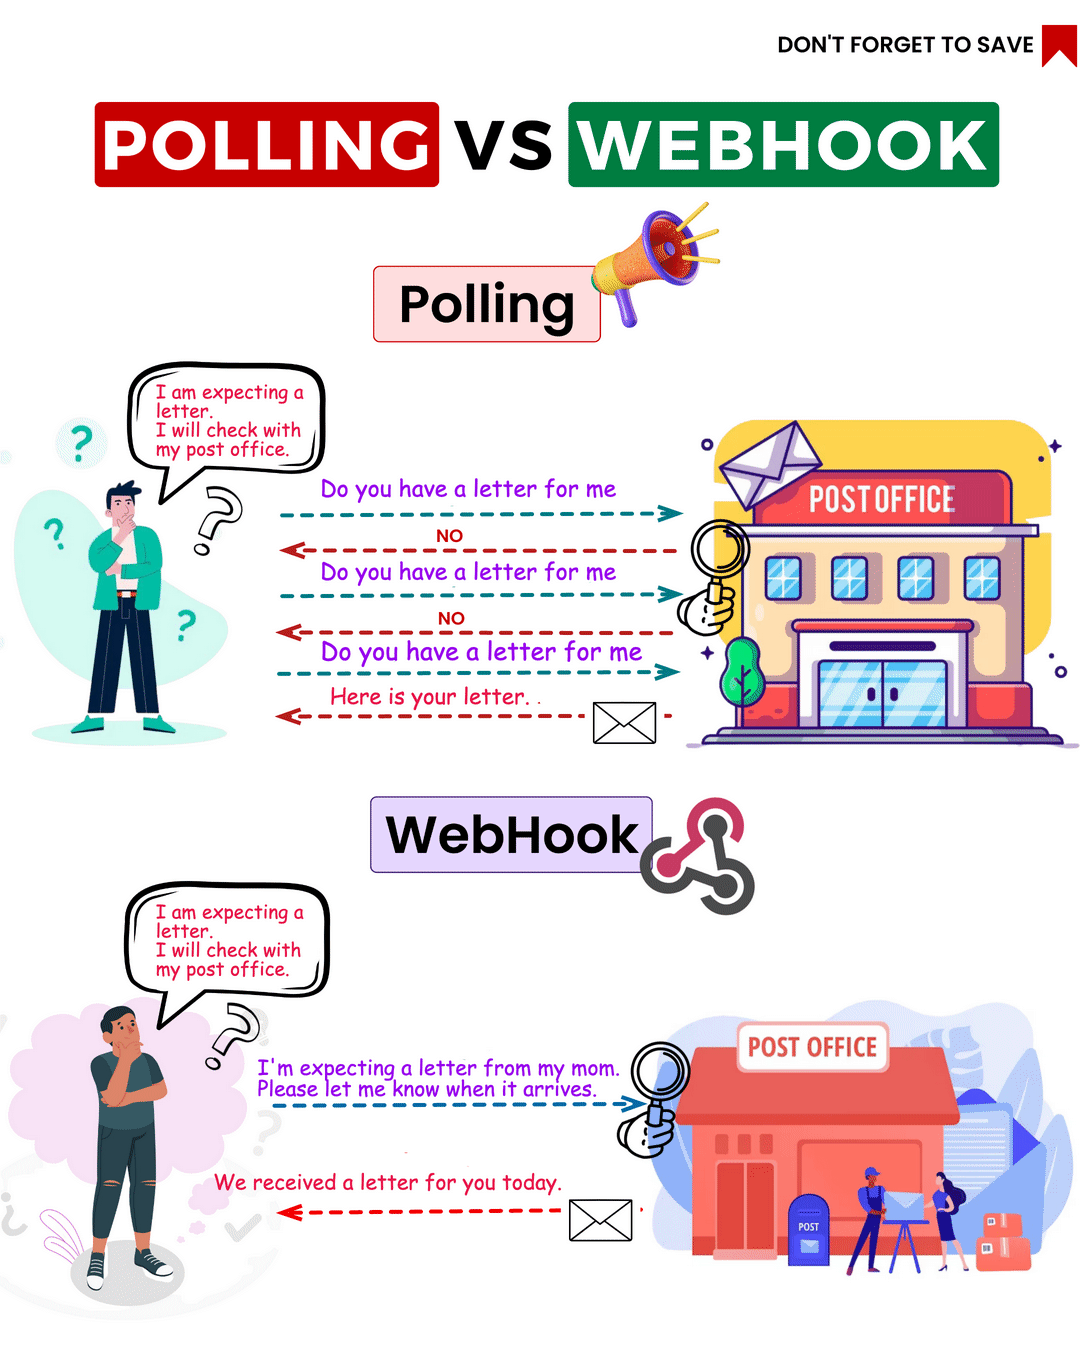 DON'T FORGET TO SAVE
POLLING VS WEBHOOK
Polling
I am expecting a
letter.
I will check with
my post office.
Do you have a letter for me
NO
Do you have a letter for me
NO
Do you have a letter for me
Here is your letter. .
POST OFFICE
WebHook
I am expecting a
letter.
I will check with
my post office.
I'm expecting a letter from my mom.
Please let me know when it arrives.
We received a letter for you today.
POST OFFICE
POST